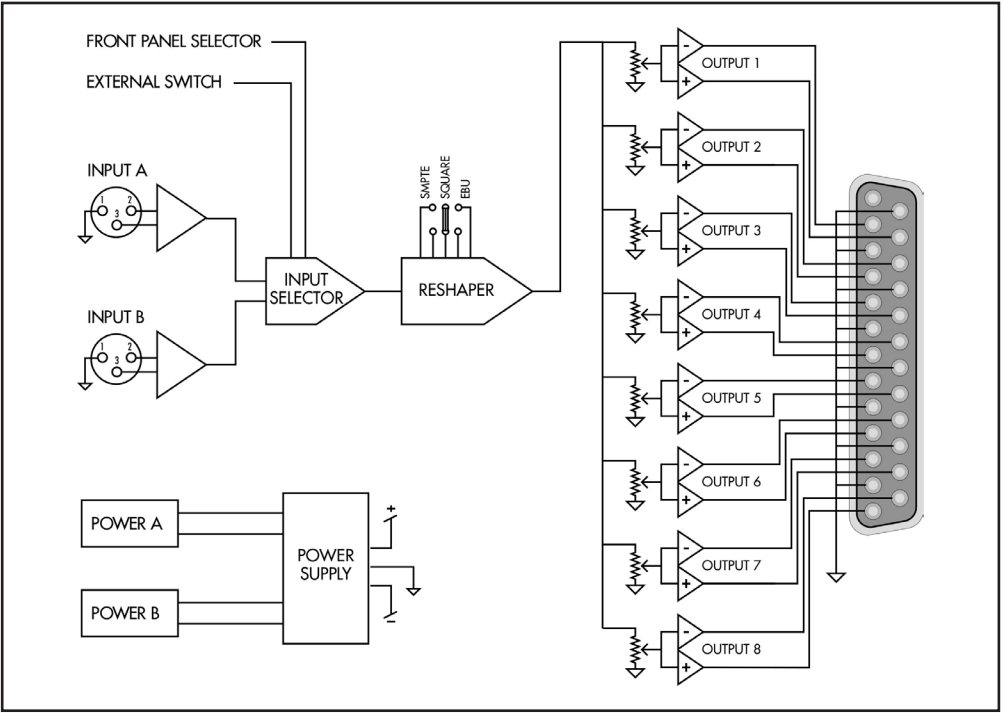 FRONT PANEL SELECTOR
EXTERNAL SWITCH
INPUT A
1 2
3
INPUT B
1 2
3
INPUT
SELECTOR
SMPTE
SQUARE
EBU
RESHAPER
- OUTPUT 1
+
- OUTPUT 2
+
- OUTPUT 3
+
- OUTPUT 4
+
- OUTPUT 5
+
- OUTPUT 6
+
- OUTPUT 7
+
- OUTPUT 8
+
POWER A
POWER B
POWER
SUPPLY
+
-